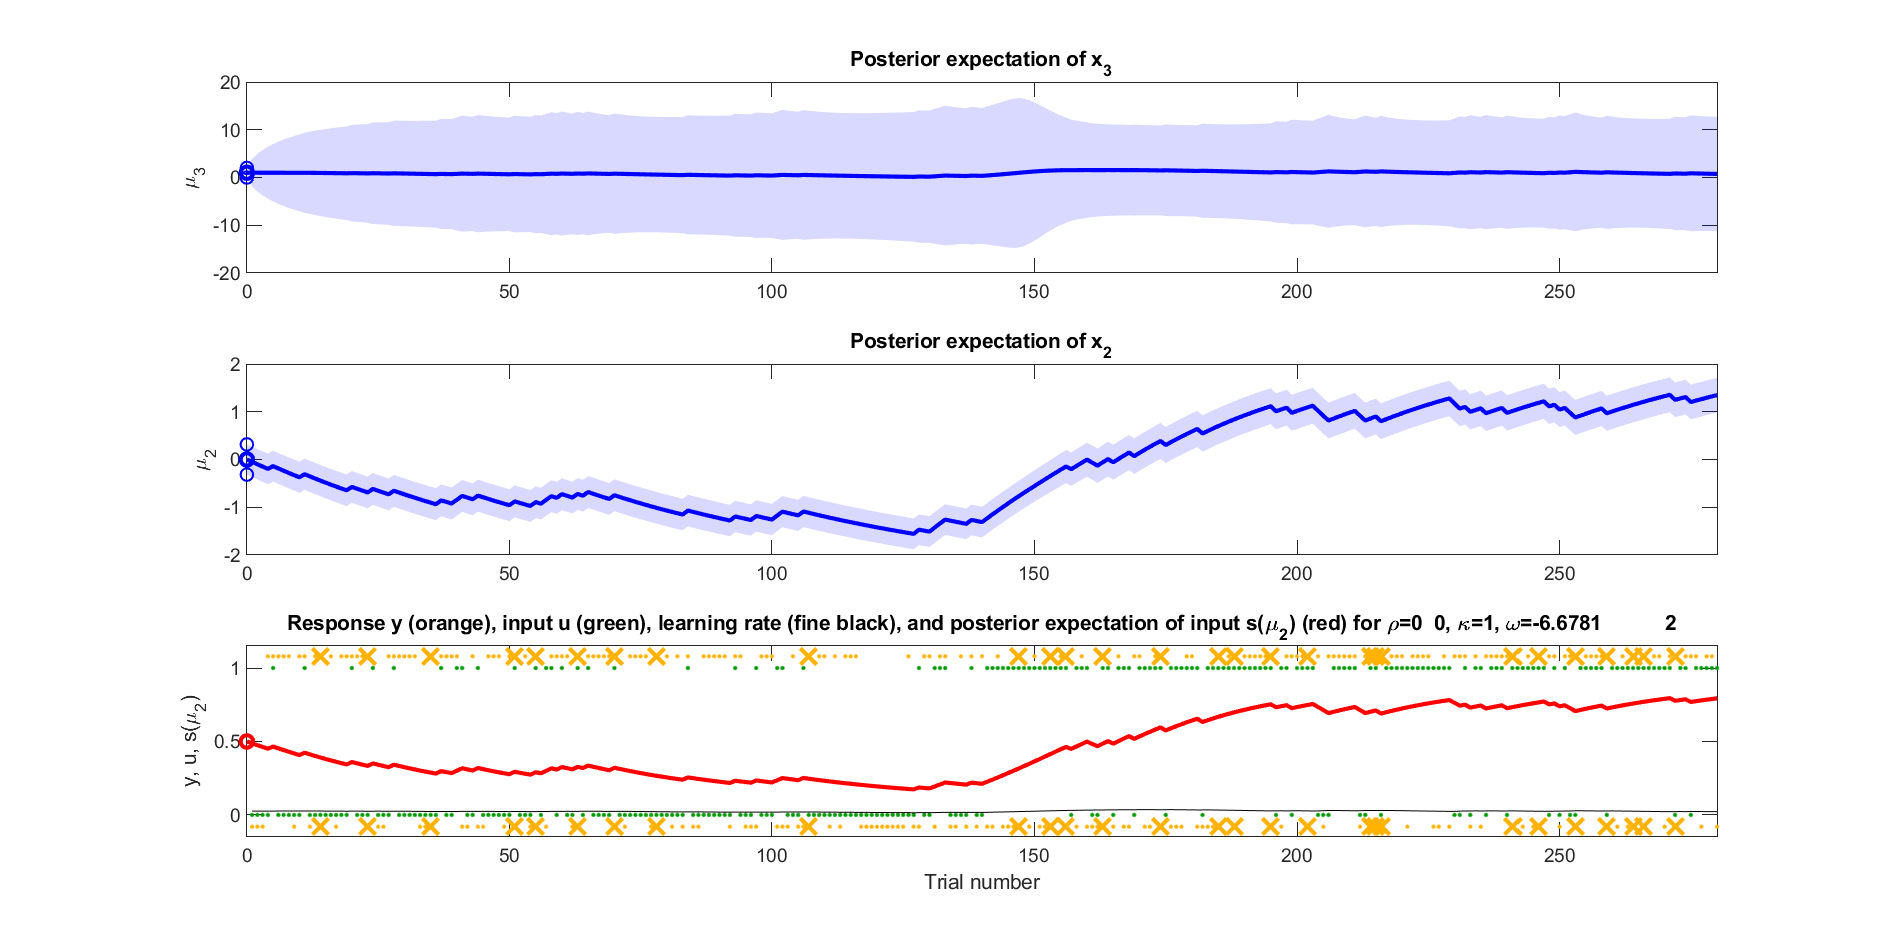 Posterior expectation of x₃
20
10
0
-10
-20
μ₃
0 50 100 150 200 250
Posterior expectation of x₂
2
1
0
-1
-2
μ₂
0 50 100 150 200 250
Response y (orange), input u (green), learning rate (fine black), and posterior expectation of input s(μ₂) (red) for ρ=0 0, κ=1, ω=-6.6781 2
1
0.5
0
y, u, s(μ₂)
0 50 100 150 200 250
Trial number